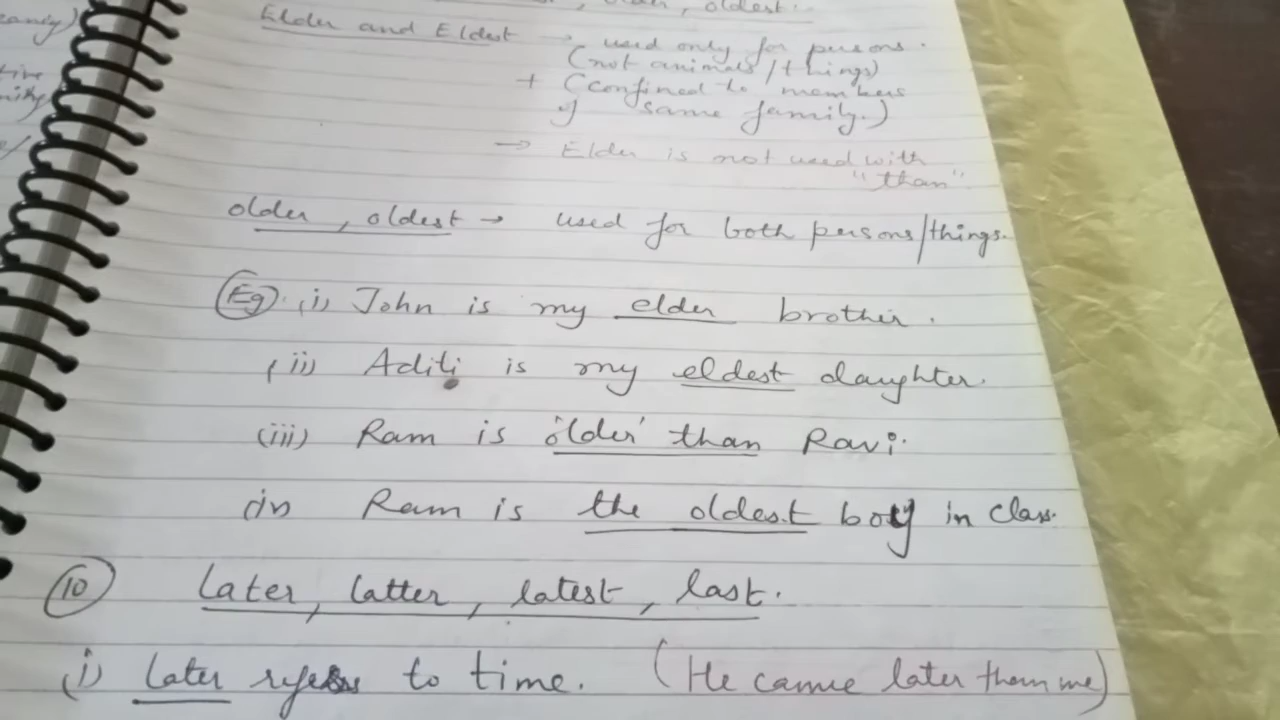 , oldest.
Elder and Eldest → used only for persons.
(not animals/things)
+ (confined to members
of same family.)
→ Elder is not used with
"than"
older, oldest → used for both persons/things.
Eg. (i) John is my elder brother.
(ii) Aditi is my eldest daughter.
(iii) Ram is 'older' than Ravi.
(iv) Ram is the oldest boy in class.
10 Later, latter, latest, last.
(i) Later refers to time. (He came later than me)